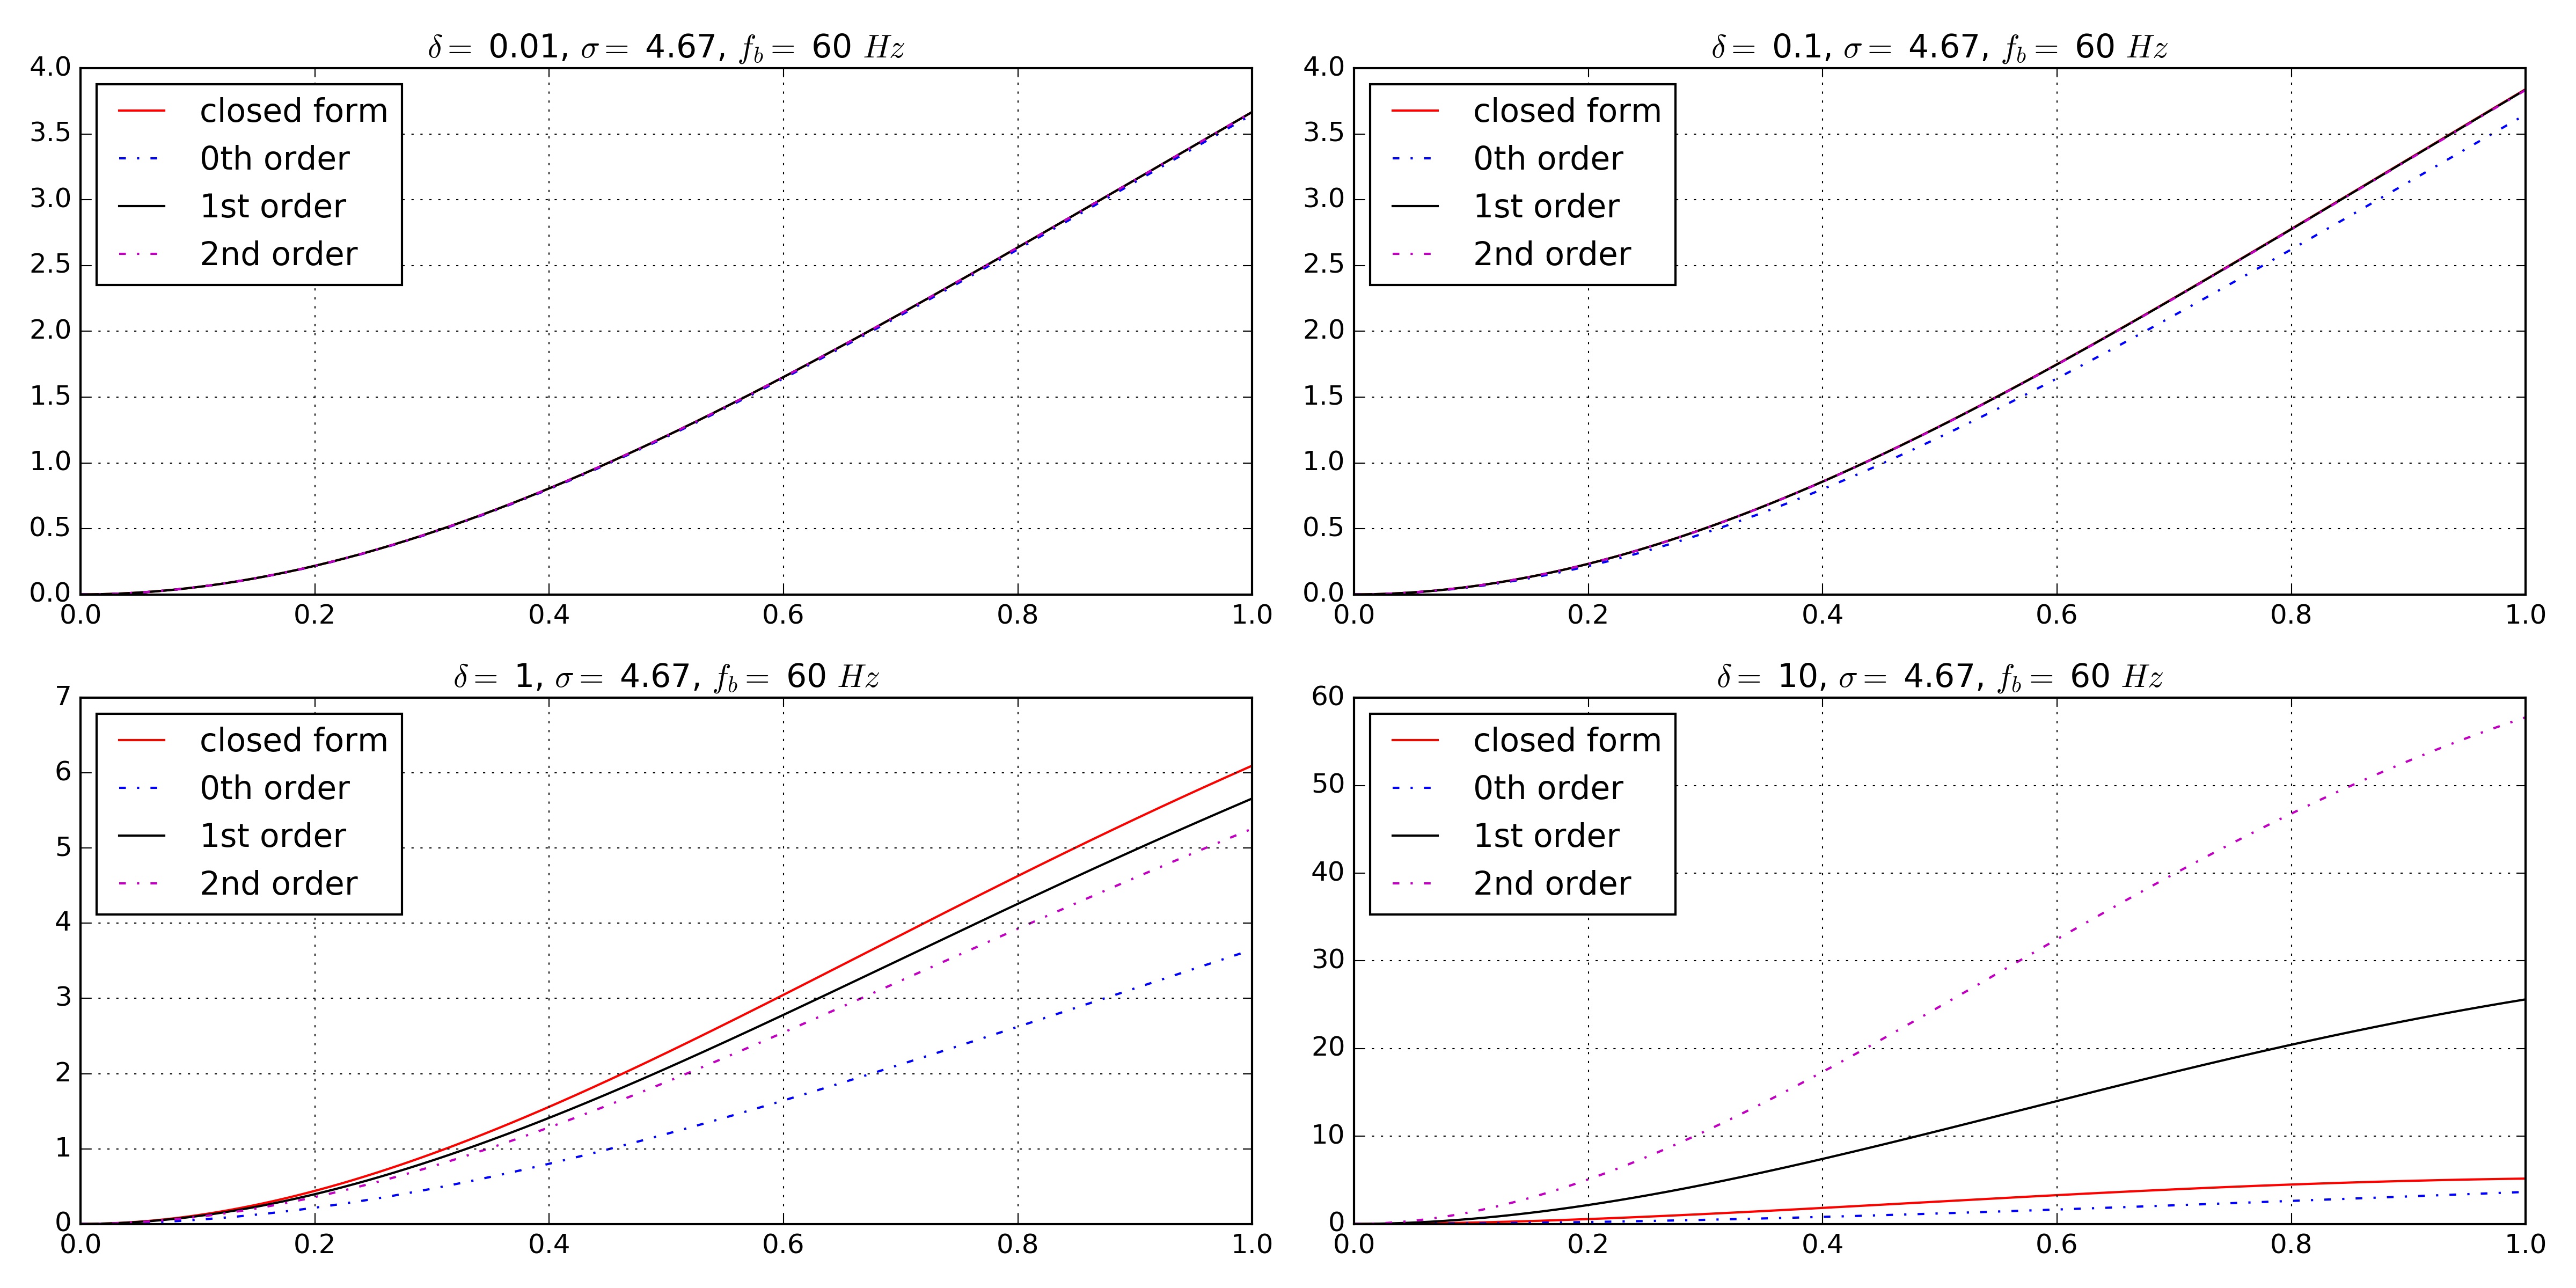 δ = 0.01, σ = 4.67, f_b = 60 Hz
4.0
3.5
3.0
2.5
2.0
1.5
1.0
0.5
0.0
closed form
0th order
1st order
2nd order
0.0 0.2 0.4 0.6 0.8 1.0
δ = 0.1, σ = 4.67, f_b = 60 Hz
4.0
3.5
3.0
2.5
2.0
1.5
1.0
0.5
0.0
closed form
0th order
1st order
2nd order
0.0 0.2 0.4 0.6 0.8 1.0
δ = 1, σ = 4.67, f_b = 60 Hz
7
6
5
4
3
2
1
0
closed form
0th order
1st order
2nd order
0.0 0.2 0.4 0.6 0.8 1.0
δ = 10, σ = 4.67, f_b = 60 Hz
60
50
40
30
20
10
0
closed form
0th order
1st order
2nd order
0.0 0.2 0.4 0.6 0.8 1.0